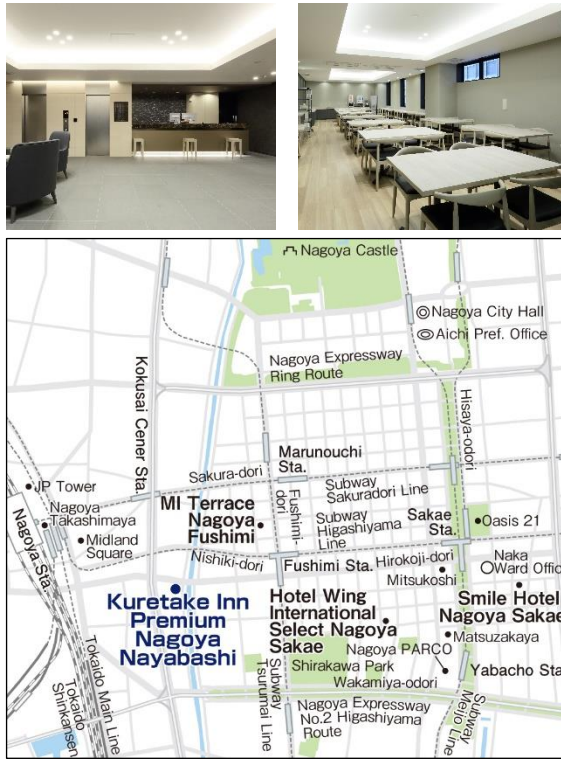 Nagoya Castle
Nagoya City Hall
Aichi Pref. Office
Nagoya Expressway
Ring Route
Kokusai Cener Sta.
Hisaya-odori
Marunouchi
Sta.
Sakura-dori
Subway
Sakuradori Line
JP Tower
Nagoya
Takashimaya
Midland
Square
Nagoya Sta.
MI Terrace
Nagoya
Fushimi
Fushimi-
dori
Subway
Higashiyama-
Line
Sakae
Sta.
Oasis 21
Nishiki-dori
Fushimi Sta.
Hirokoji-dori
Mitsukoshi
Naka
Ward Office
Kuretake Inn
Premium
Nagoya
Nayabashi
Hotel Wing
International
Select Nagoya
Sakae
Smile Hotel
Nagoya Sakae
Matsuzakaya
Nagoya PARCO
Shirakawa Park
Wakamiya-odori
Yabacho Sta
Tokaido Main Line
Tokaido
Shinkansen
Subway
Tsurumai Line
Nagoya Expressway
No.2 Higashiyama
Route
Subway
Meijo Line